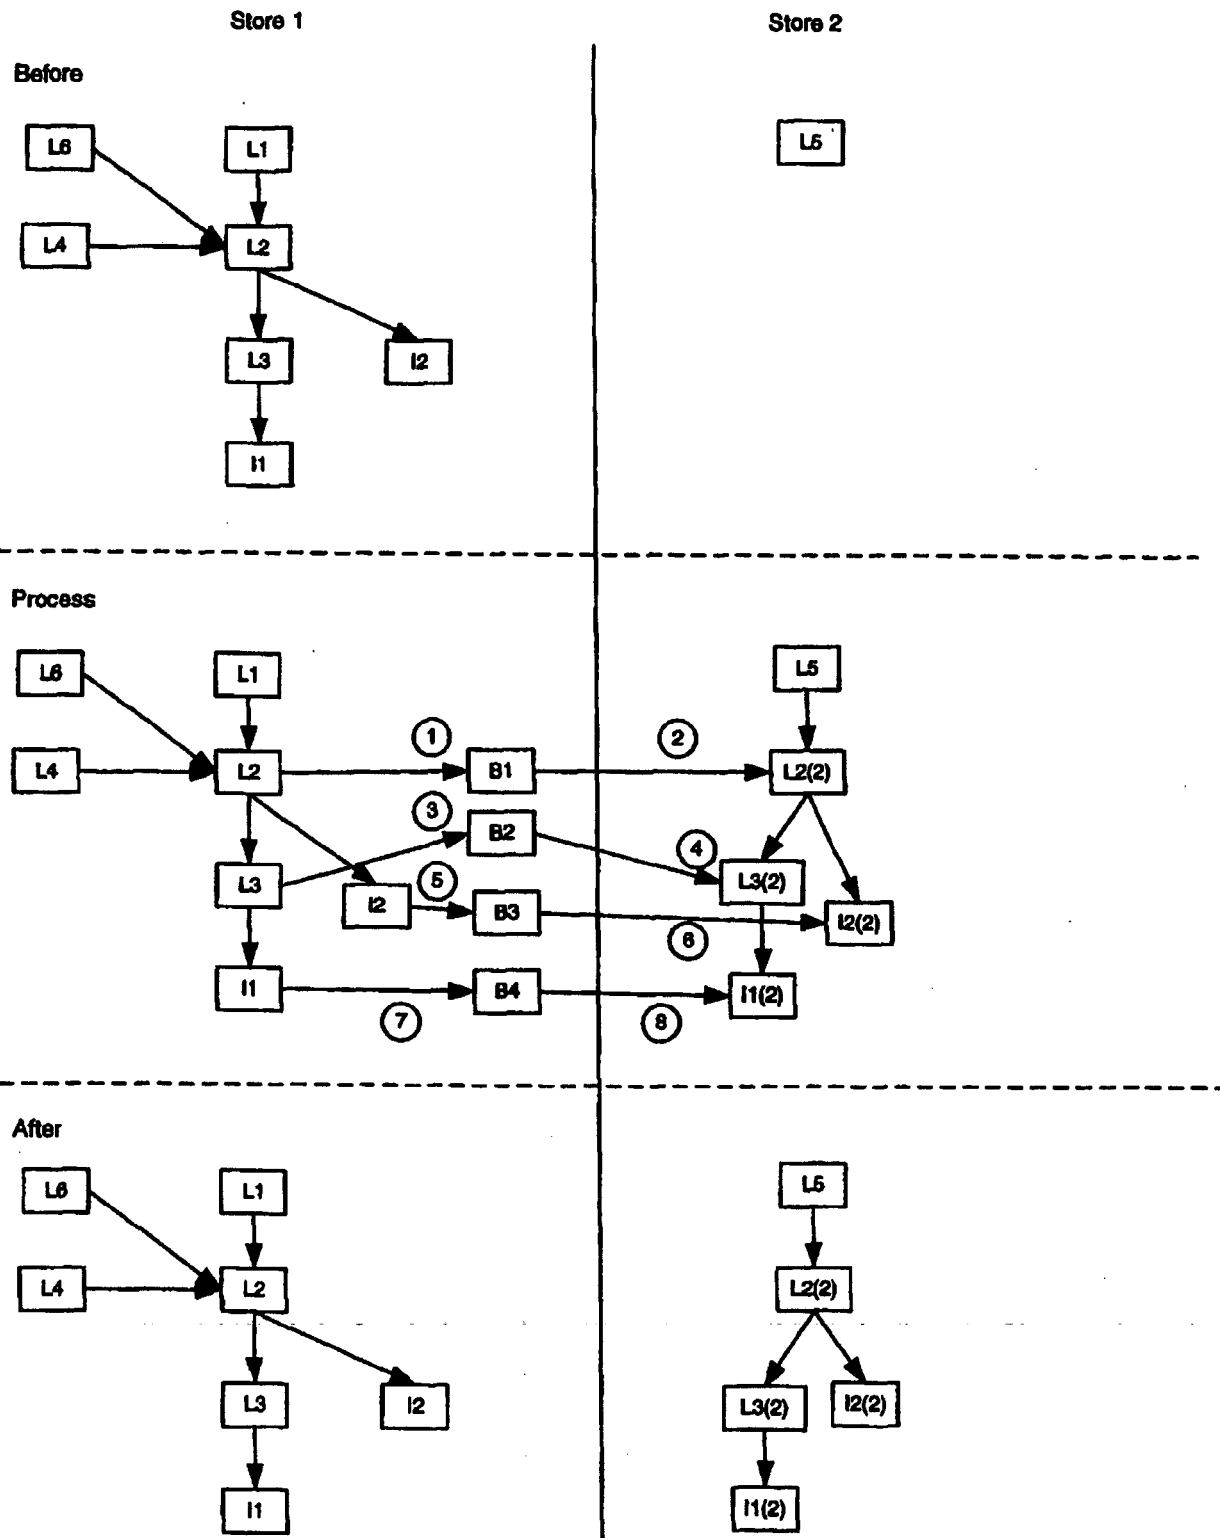 Store 1 Store 2
Before
L6 L1 L5
L4 L2
L3 I2
I1
Process
L6 L1 L5
1 2
L4 L2 B1 L2(2)
3 B2
4
L3 5 L3(2)
I2 B3 I2(2)
6
I1 B4 I1(2)
7 8
After
L6 L1 L5
L4 L2 L2(2)
L3 I2 L3(2) I2(2)
I1 I1(2)